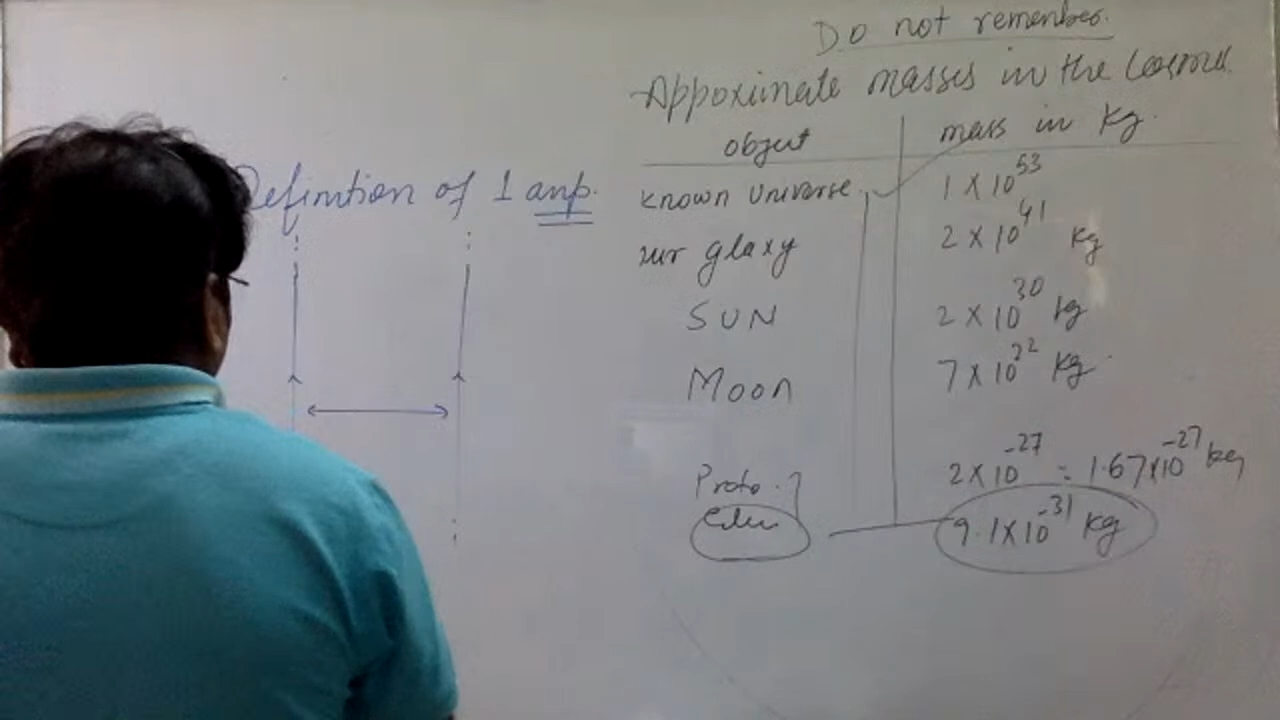 Do not remember.
Appoximate masses in the Cosmos
object mass in kg.
Definition of 1 amp.
known Universe 1 X 10^53
our glaxy 2 X 10^41 kg
SUN 2 X 10^30 kg
Moon 7 X 10^22 kg
Proto. 2 X 10^-27 = 1.67 X 10^-27 kg
9.1 X 10^-31 kg